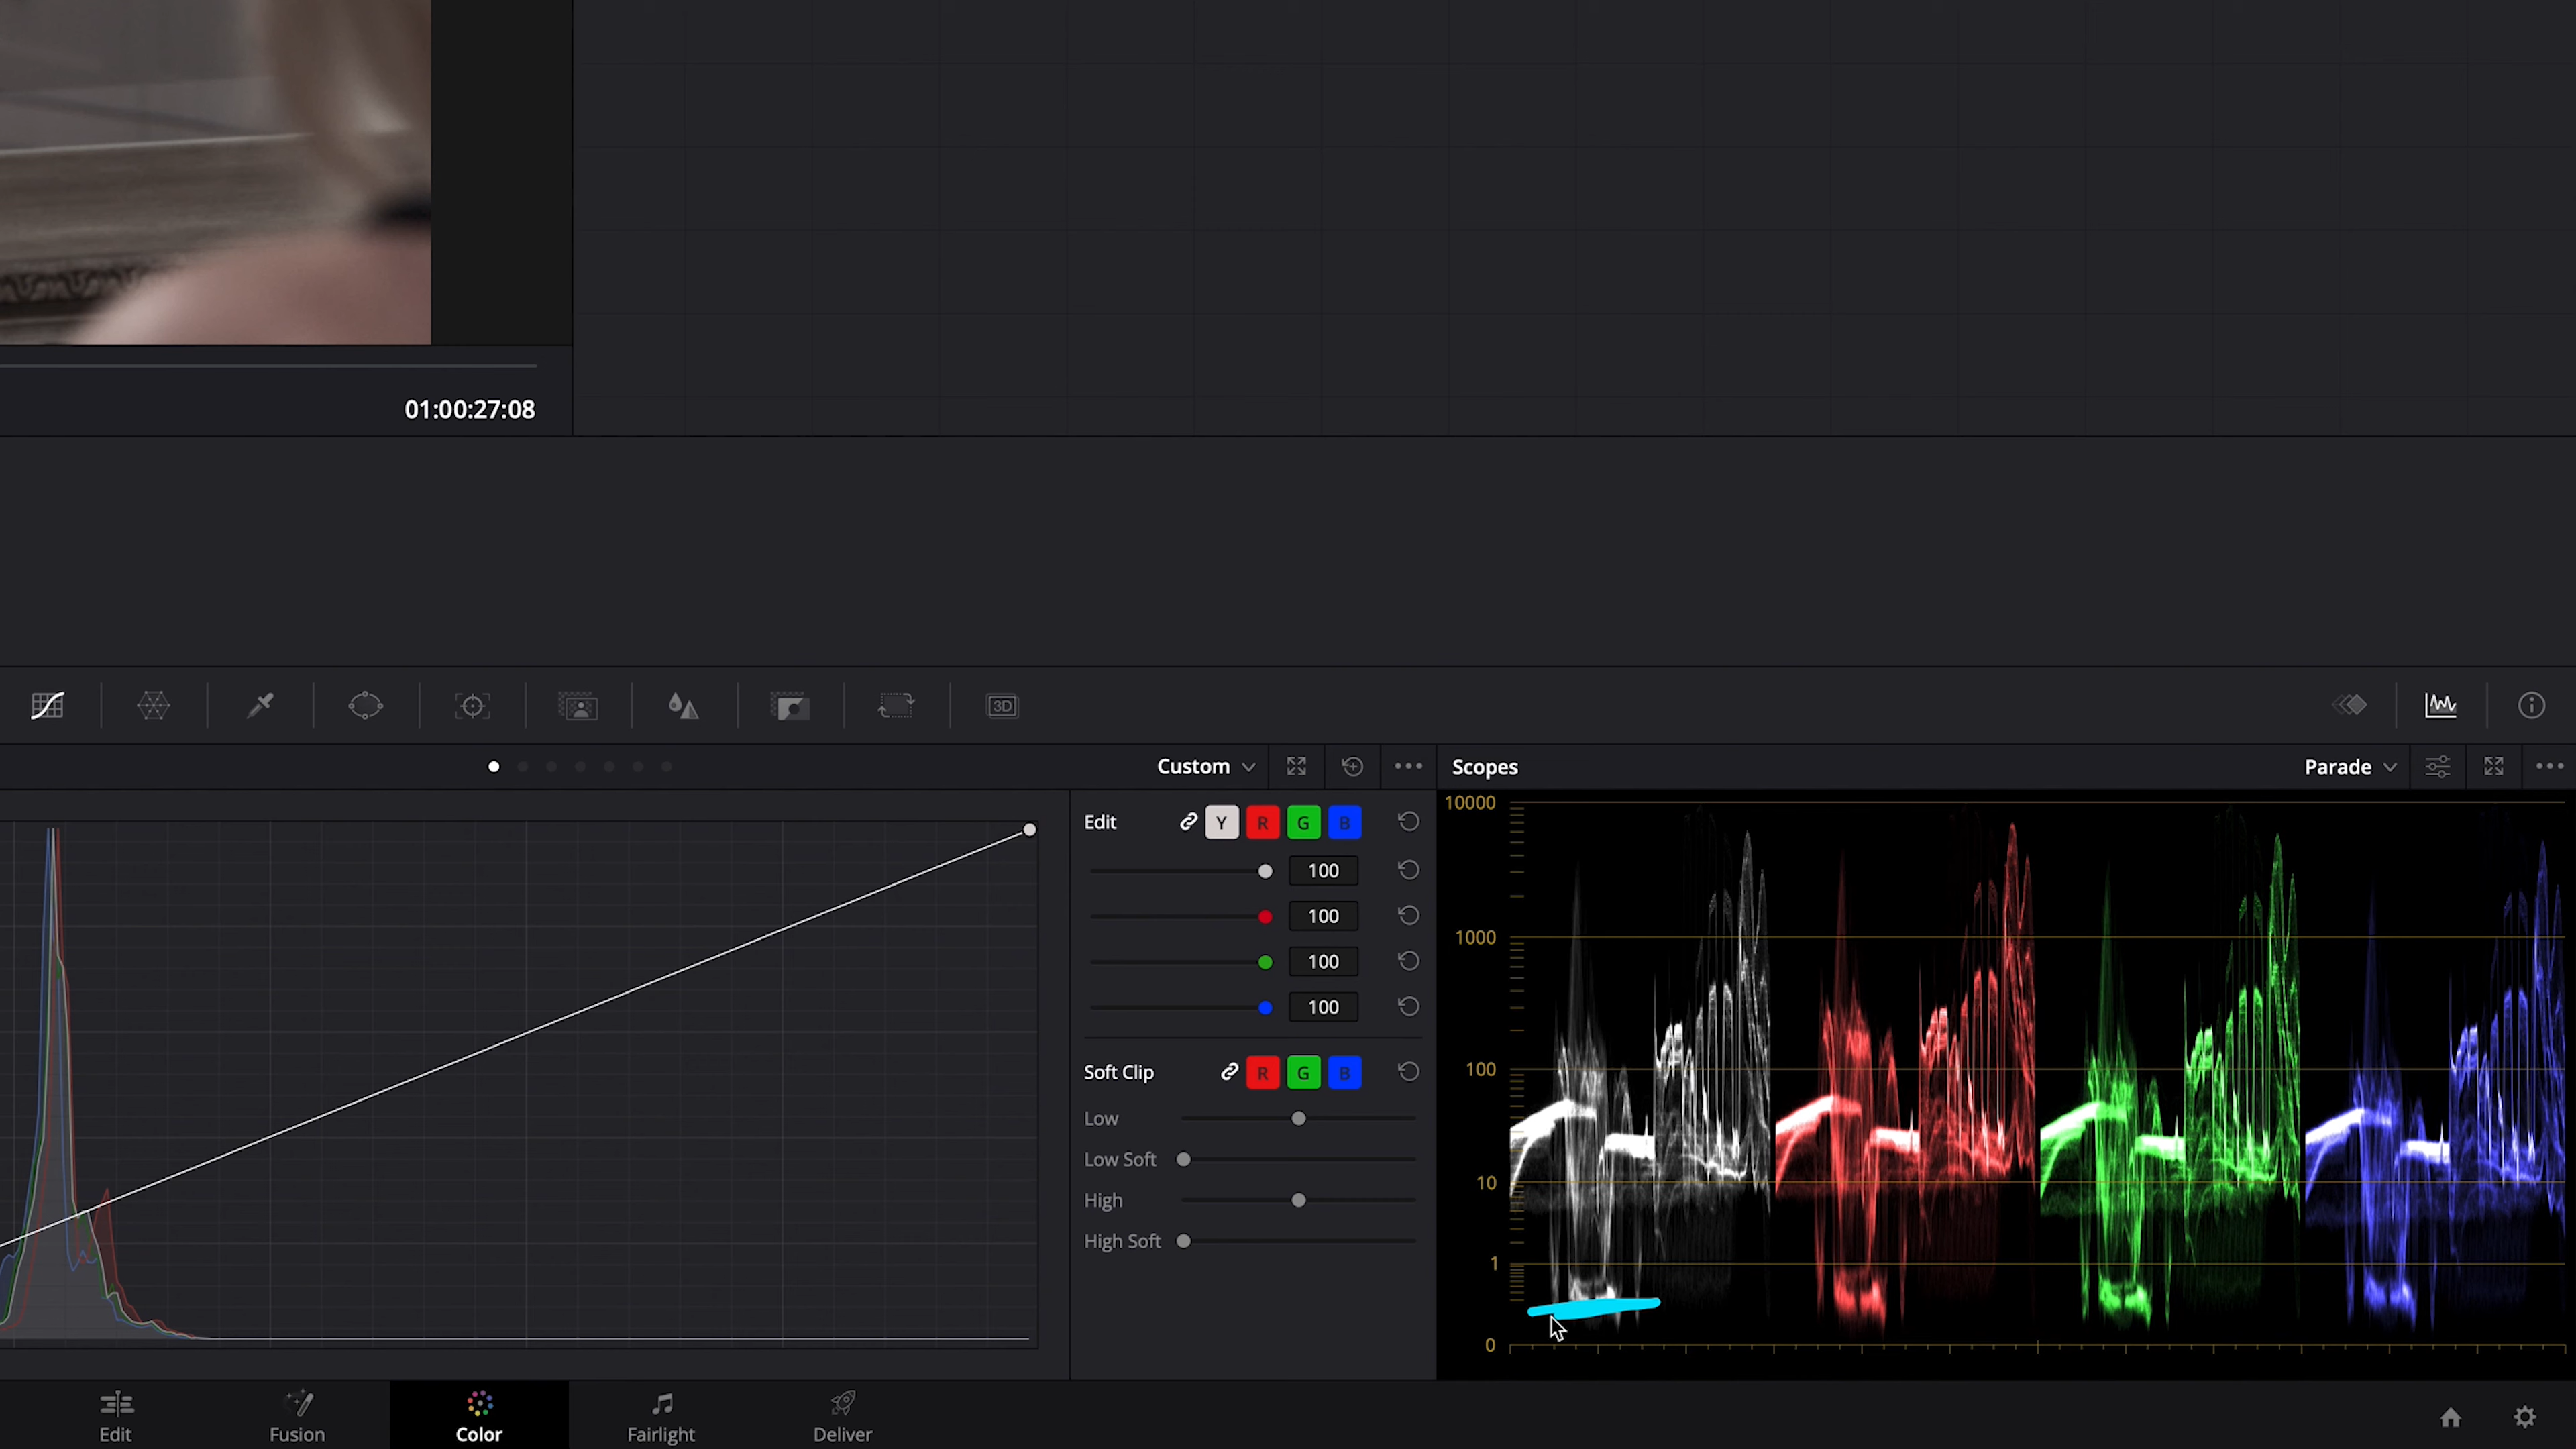 01:00:27:08
3D
Custom
Scopes
Parade
Edit Y R G B
100
100
100
100
Soft Clip R G B
Low
Low Soft
High
High Soft
10000
1000
100
10
1
0
Edit
Fusion
Color
Fairlight
Deliver